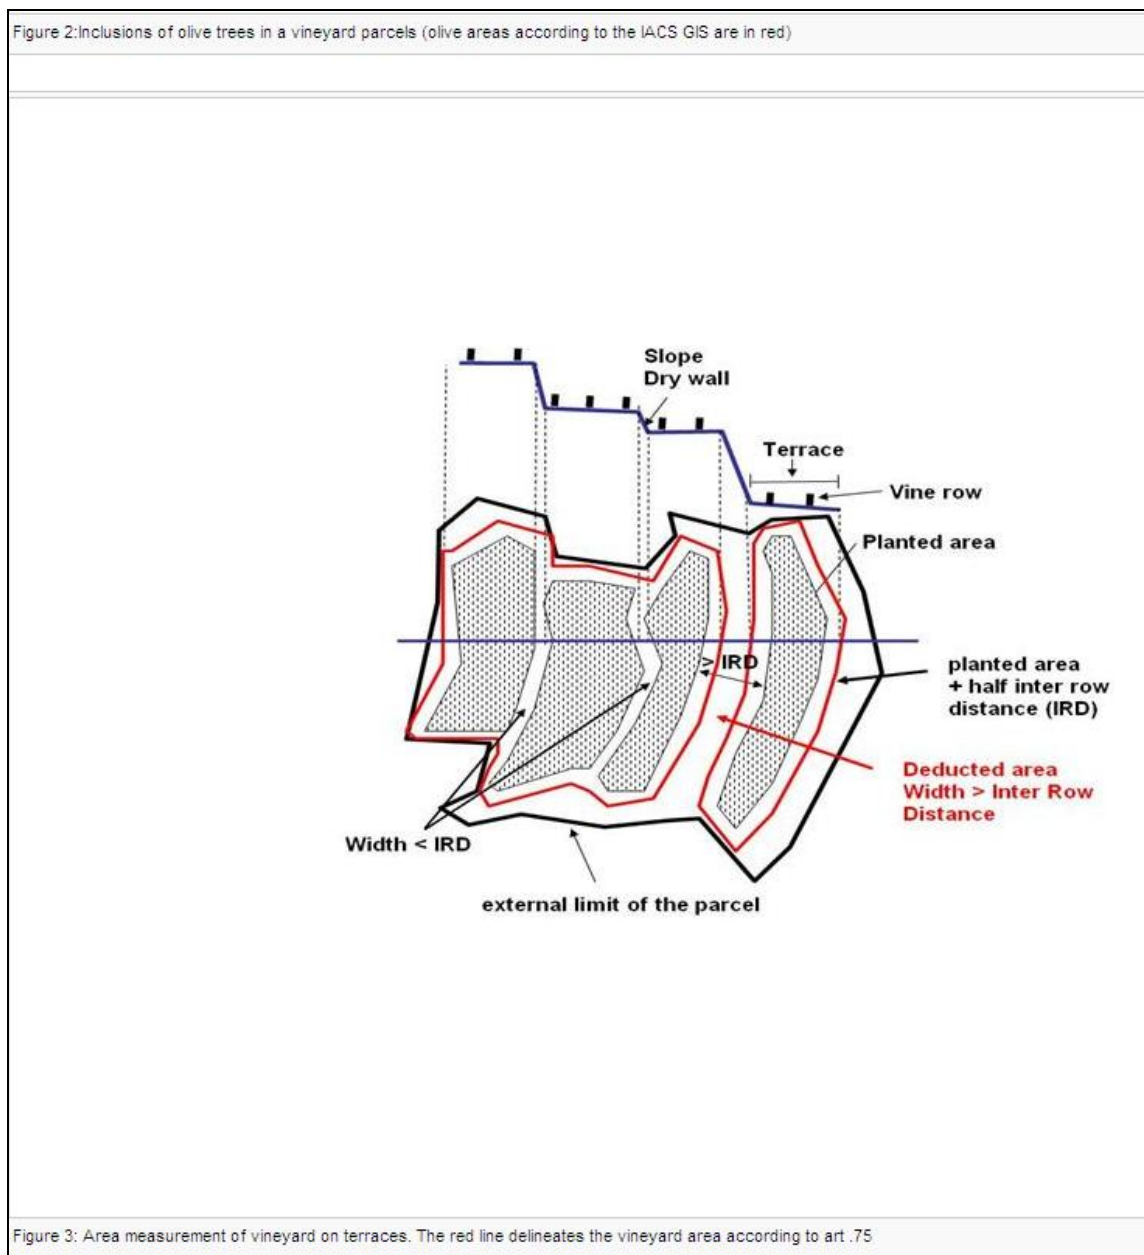 Figure 2:Inclusions of olive trees in a vineyard parcels (olive areas according to the IACS GIS are in red)
Slope
Dry wall
Terrace
Vine row
Planted area
> IRD
planted area
+ half inter row
distance (IRD)
Deducted area
Width > Inter Row
Distance
Width < IRD
external limit of the parcel
Figure 3: Area measurement of vineyard on terraces. The red line delineates the vineyard area according to art .75